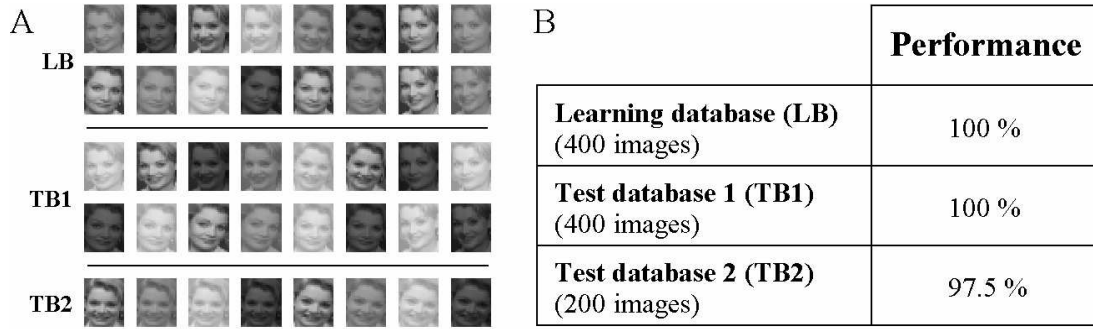 A
LB
TB1
TB2
B
Performance
Learning database (LB)
(400 images)
100 %
Test database 1 (TB1)
(400 images)
100 %
Test database 2 (TB2)
(200 images)
97.5 %